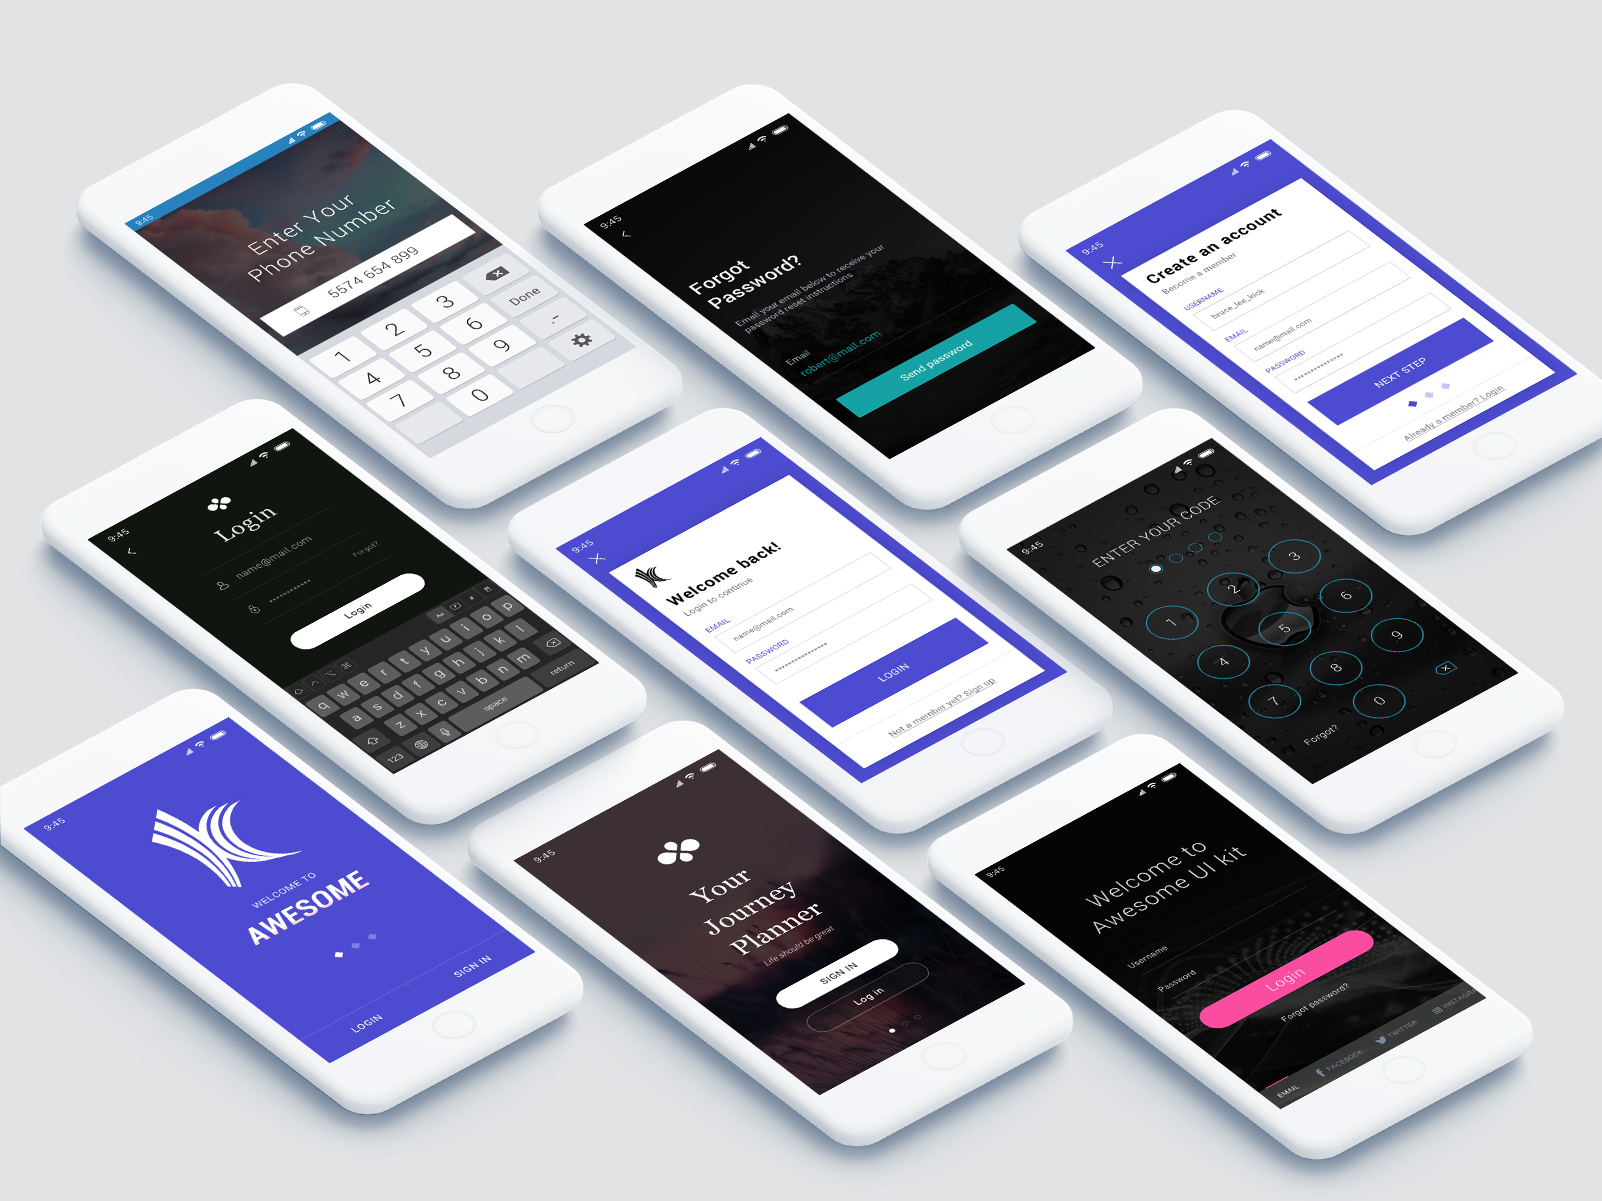 9:45
Enter Your
Phone Number
5574 654 899
1 2 3
4 5 6 Done
7 8 9 .-
0
9:45
Forgot
Password?
Email your email below to receive your
password reset instructions
Email
robert@mail.com
Send password
9:45
Create an account
Become a member
USERNAME
bruce_lee_kick
EMAIL
name@mail.com
PASSWORD
***************
NEXT STEP
Already a member? Login
9:45
Login
name@mail.com
Forgot?
Login
Aa
q w e r t y u i o p
a s d f g h j k l
z x c v b n m
123 space return
9:45
Welcome back!
Login to continue
EMAIL
name@mail.com
PASSWORD
LOGIN
Not a member yet? Sign up
9:45
ENTER YOUR CODE
1 2 3
4 5 6
7 8 9
0
Forgot?
9:45
WELCOME TO
AWESOME
LOGIN
SIGN IN
9:45
Your
Journey
Planner
Life should be great
SIGN IN
Log in
9:45
Welcome to
Awesome UI kit
Username
Password
Login
Forgot password?
EMAIL FACEBOOK TWITTER INSTAGRA